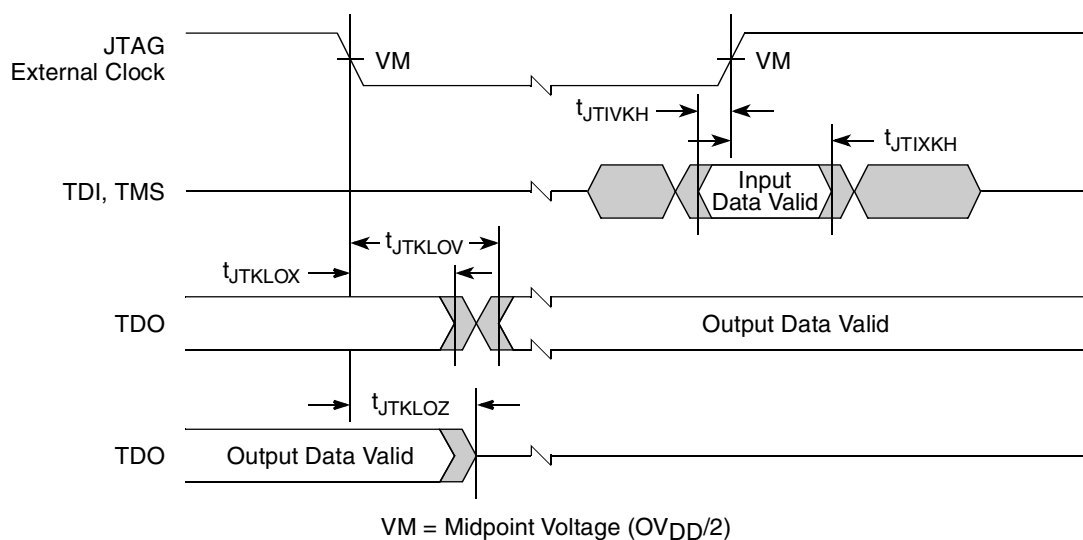 JTAG
External Clock
VM
VM
tJTIVKH
tJTIXKH
TDI, TMS
Input
Data Valid
tJTKLOV
tJTKLOX
TDO
Output Data Valid
tJTKLOZ
TDO
Output Data Valid
VM = Midpoint Voltage (OVDD/2)